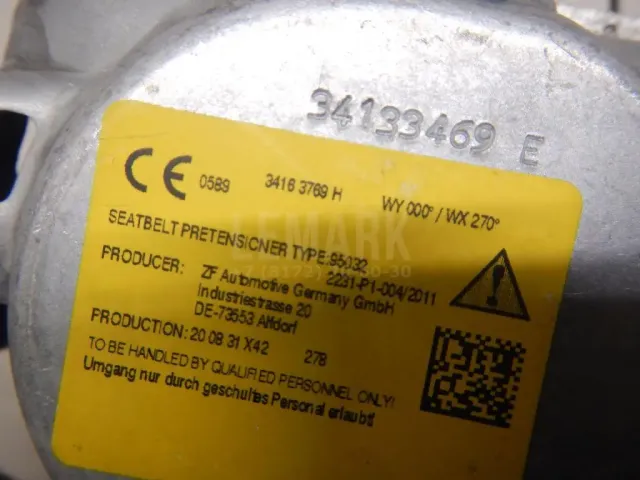 34133469 E
CE 0589 3416 3769 H WY 000° / WX 270°
SEATBELT PRETENSIONER TYPE: 95032
2231-P1-004/2011
PRODUCER: ZF Automotive Germany GmbH
Industriestrasse 20
DE-73553 Alfdorf
PRODUCTION: 20 08 31 X42 278
TO BE HANDLED BY QUALIFIED PERSONNEL ONLY!
Umgang nur durch geschultes Personal erlaubt!
LEMARK